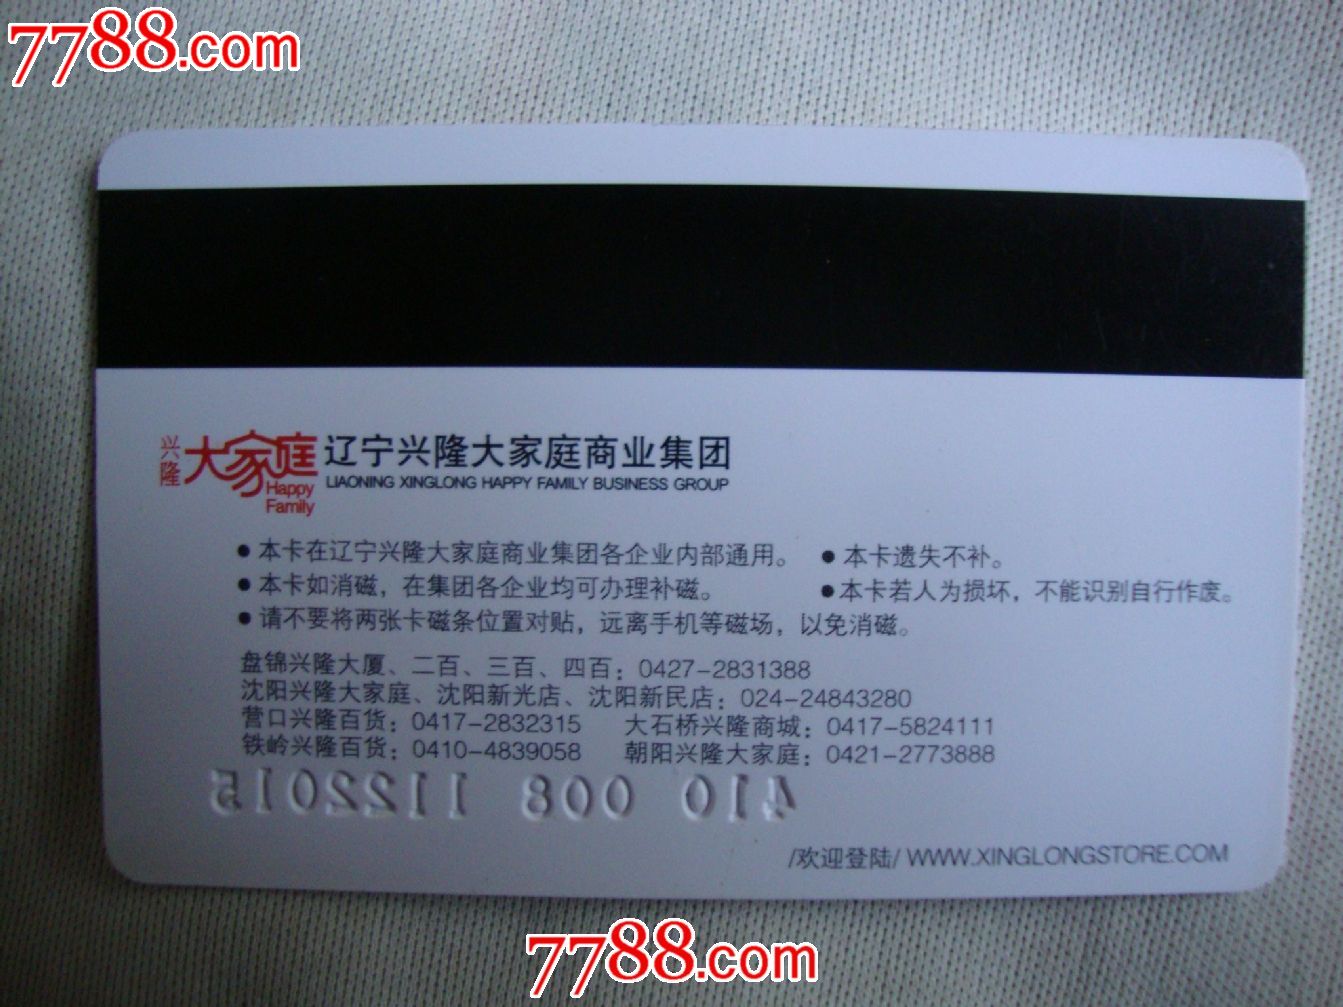 7788.com
兴隆 大家庭 辽宁兴隆大家庭商业集团
Happy Family LIAONING XINGLONG HAPPY FAMILY BUSINESS GROUP
●本卡在辽宁兴隆大家庭商业集团各企业内部通用。 ●本卡遗失不补。
●本卡如消磁，在集团各企业均可办理补磁。 ●本卡若人为损坏，不能识别自行作废。
●请不要将两张卡磁条位置对贴，远离手机等磁场，以免消磁。
盘锦兴隆大厦、二百、三百、四百：0427-2831388
沈阳兴隆大家庭、沈阳新光店、沈阳新民店：024-24843280
营口兴隆百货：0417-2832315 大石桥兴隆商城：0417-5824111
铁岭兴隆百货：0410-4839058 朝阳兴隆大家庭：0421-2773888
410 008 1122015
/欢迎登陆/ WWW.XINGLONGSTORE.COM
7788.com